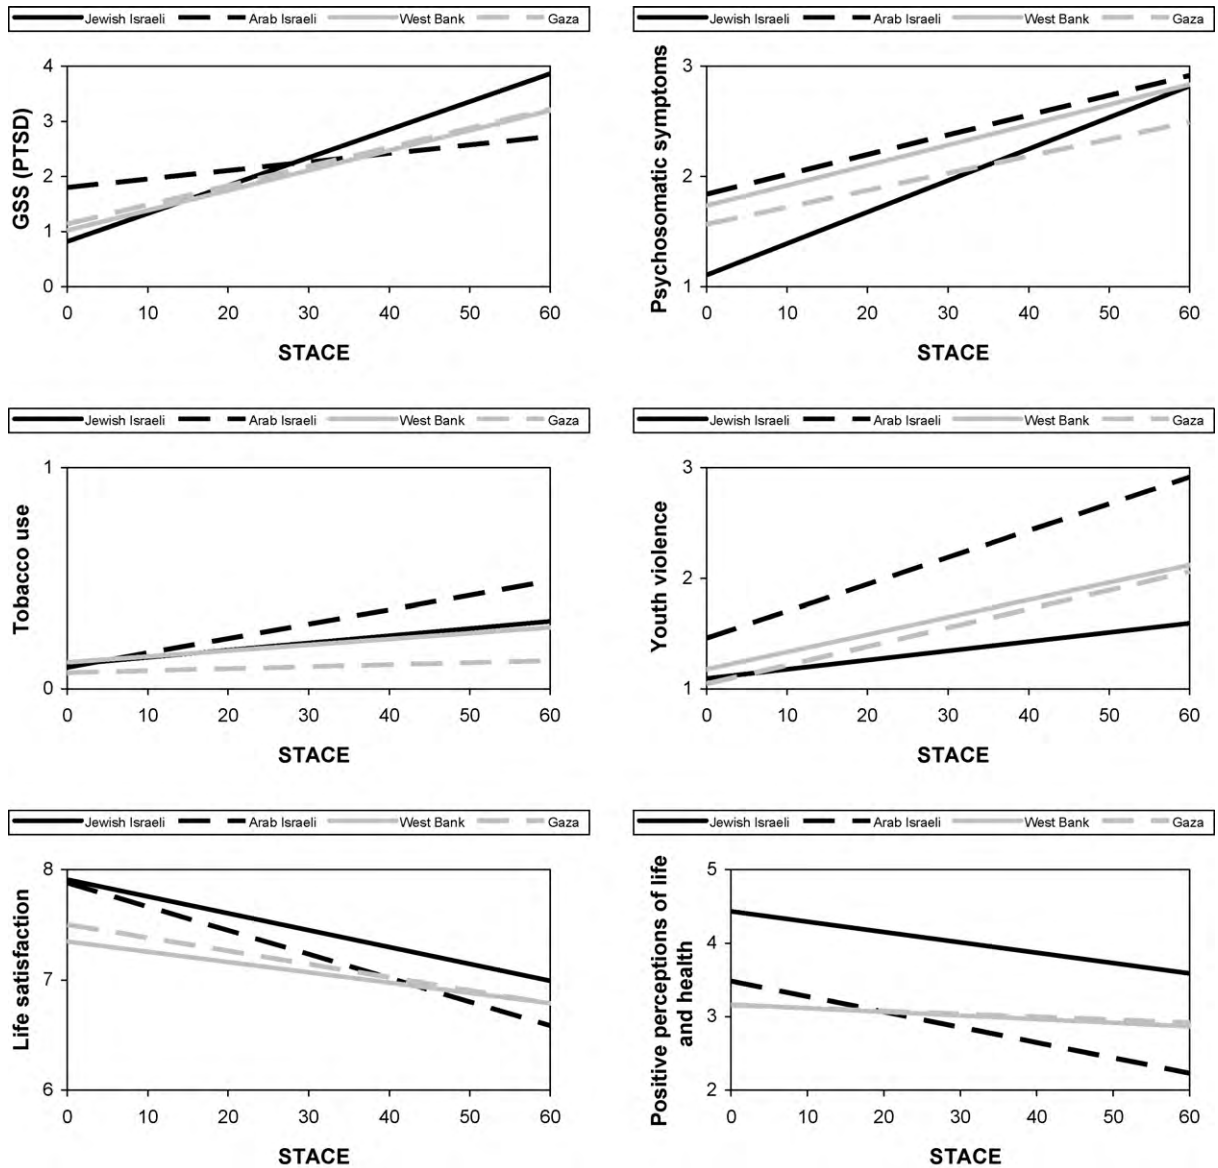 Jewish Israeli Arab Israeli West Bank Gaza
GSS (PTSD)
4
3
2
1
0
0 10 20 30 40 50 60
STACE
Jewish Israeli Arab Israeli West Bank Gaza
Psychosomatic symptoms
3
2
1
0 10 20 30 40 50 60
STACE
Jewish Israeli Arab Israeli West Bank Gaza
Tobacco use
1
0
0 10 20 30 40 50 60
STACE
Jewish Israeli Arab Israeli West Bank Gaza
Youth violence
3
2
1
0 10 20 30 40 50 60
STACE
Jewish Israeli Arab Israeli West Bank Gaza
Life satisfaction
8
7
6
0 10 20 30 40 50 60
STACE
Jewish Israeli Arab Israeli West Bank Gaza
Positive perceptions of life
and health
5
4
3
2
0 10 20 30 40 50 60
STACE